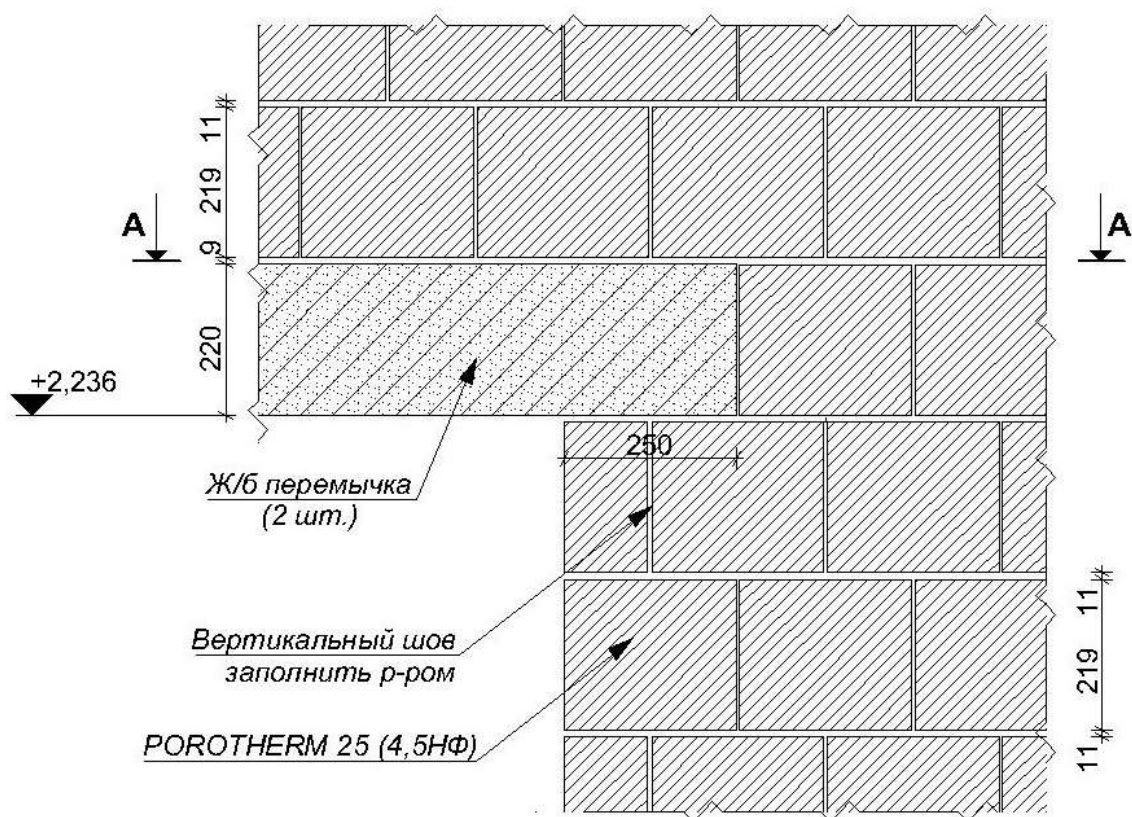 11
219
A
A
9
220
+2,236
250
Ж/б перемычка
(2 шт.)
11
Вертикальный шов
заполнить р-ром
219
POROTHERM 25 (4,5НФ)
11